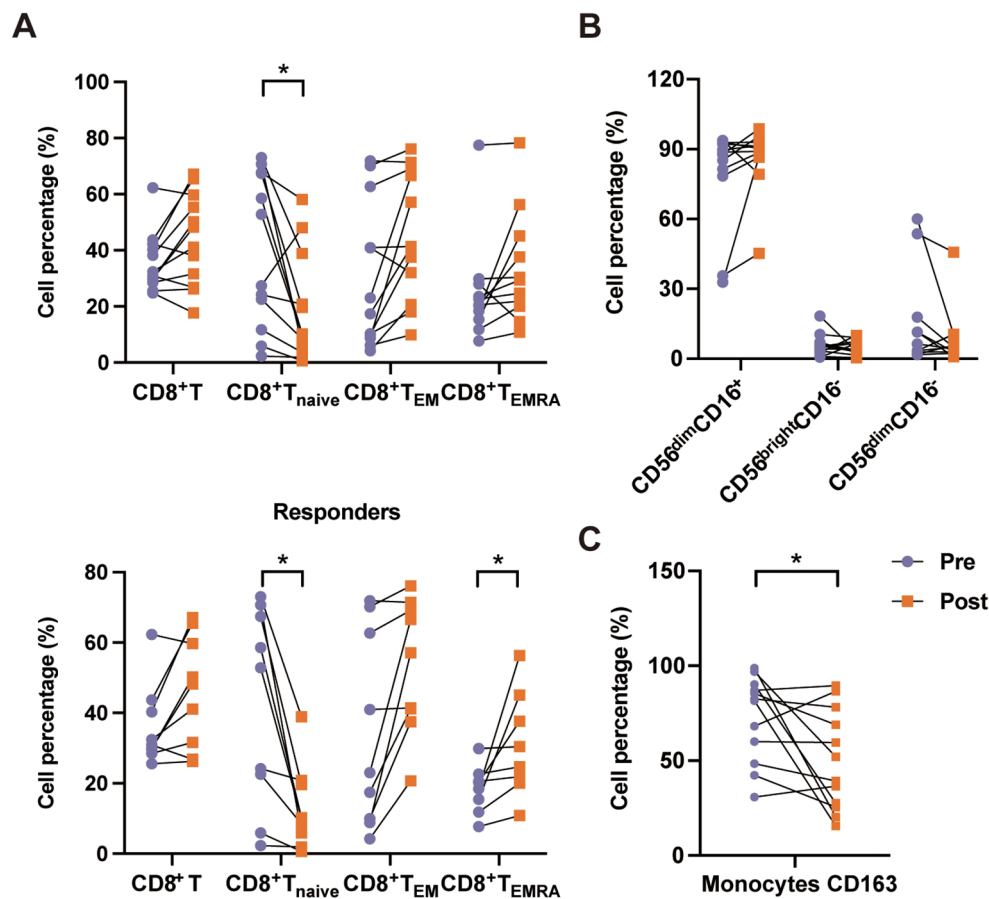 A
*
100
80
60
40
20
0
Cell percentage (%)
CD8⁺T
CD8⁺T_naive
CD8⁺T_EM
CD8⁺T_EMRA
B
120
90
60
30
0
Cell percentage (%)
CD56^dimCD16⁺
CD56^brightCD16⁻
CD56^dimCD16⁻
Responders
*
*
80
60
40
20
0
Cell percentage (%)
CD8⁺ T
CD8⁺T_naive
CD8⁺T_EM
CD8⁺T_EMRA
C
*
150
100
50
0
Cell percentage (%)
Monocytes CD163
Pre
Post